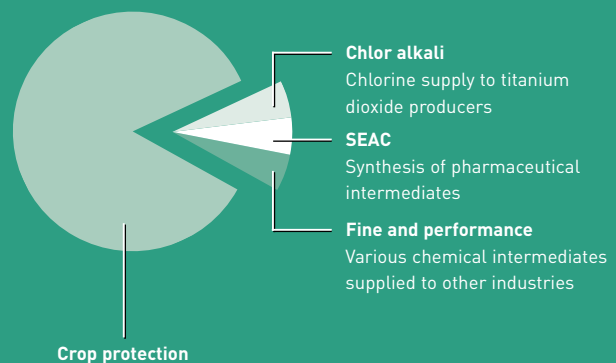 Chlor alkali
Chlorine supply to titanium
dioxide producers
SEAC
Synthesis of pharmaceutical
intermediates
Fine and performance
Various chemical intermediates
supplied to other industries
Crop protection